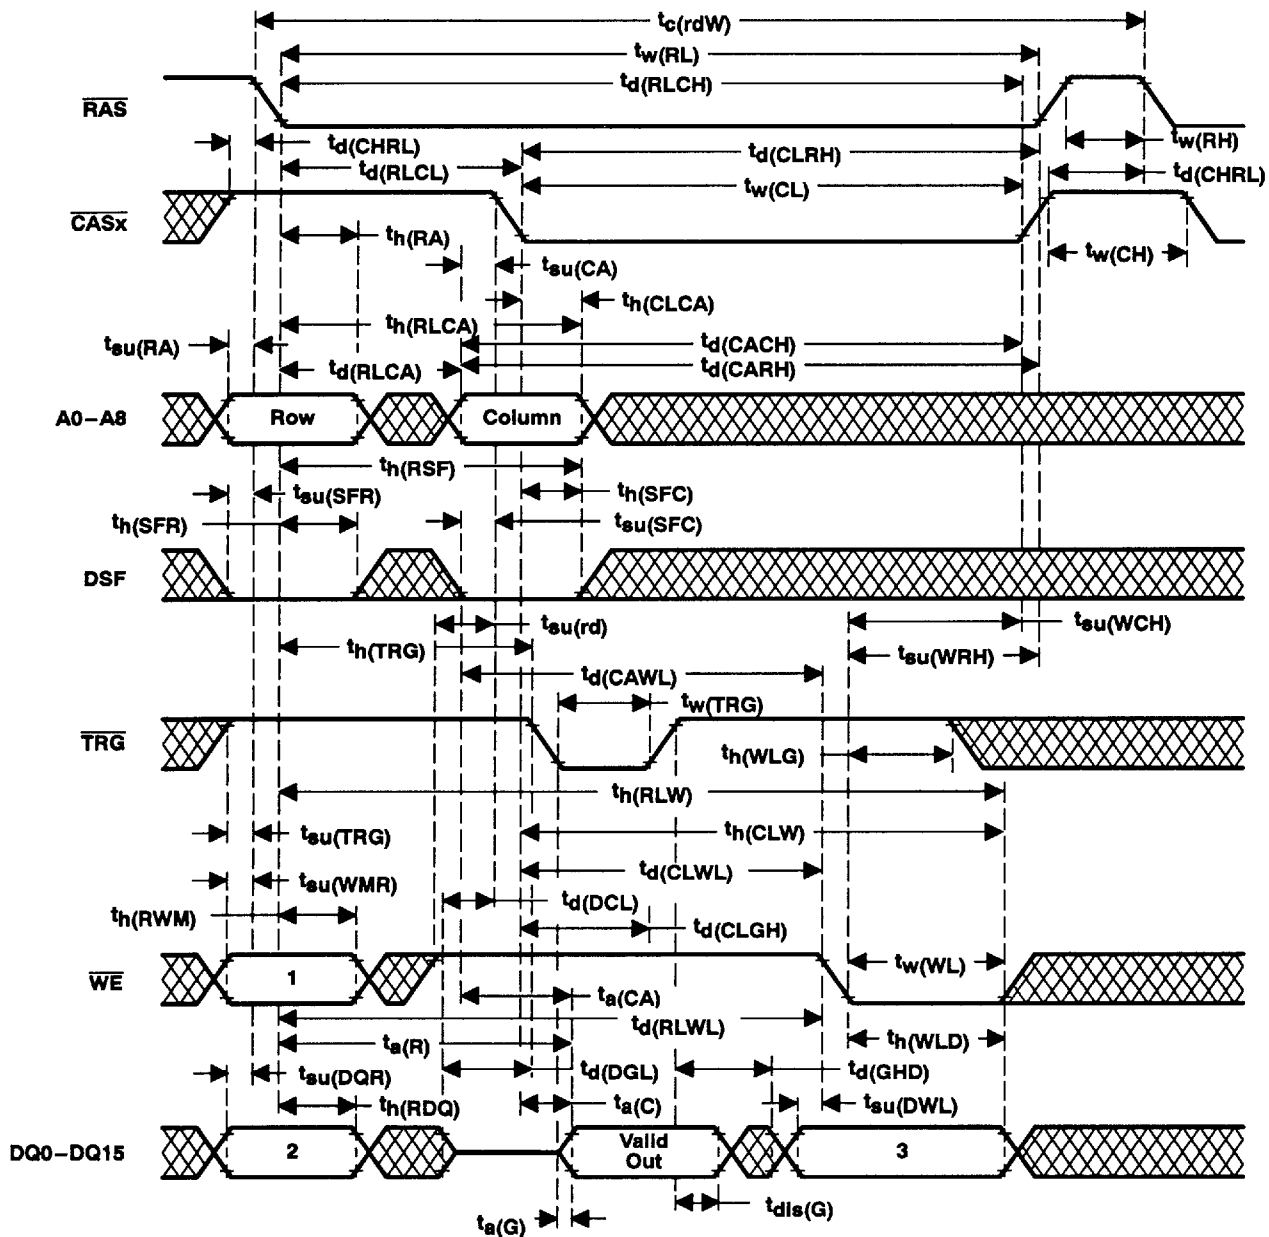 tc(rdW)
tw(RL)
td(RLCH)
RAS
td(CHRL)
tw(RH)
td(RLCL)
td(CLRH)
td(CHRL)
tw(CL)
CASx
th(RA)
tw(CH)
tsu(CA)
th(CLCA)
th(RLCA)
tsu(RA)
td(CACH)
td(RLCA)
td(CARH)
A0–A8
Row
Column
th(RSF)
tsu(SFR)
th(SFC)
th(SFR)
tsu(SFC)
DSF
tsu(rd)
tsu(WCH)
th(TRG)
tsu(WRH)
td(CAWL)
tw(TRG)
TRG
th(WLG)
th(RLW)
tsu(TRG)
th(CLW)
td(CLWL)
tsu(WMR)
td(DCL)
th(RWM)
td(CLGH)
WE
1
tw(WL)
ta(CA)
td(RLWL)
ta(R)
th(WLD)
tsu(DQR)
td(DGL)
td(GHD)
th(RDQ)
ta(C)
tsu(DWL)
DQ0–DQ15
2
Valid
Out
3
tdis(G)
ta(G)